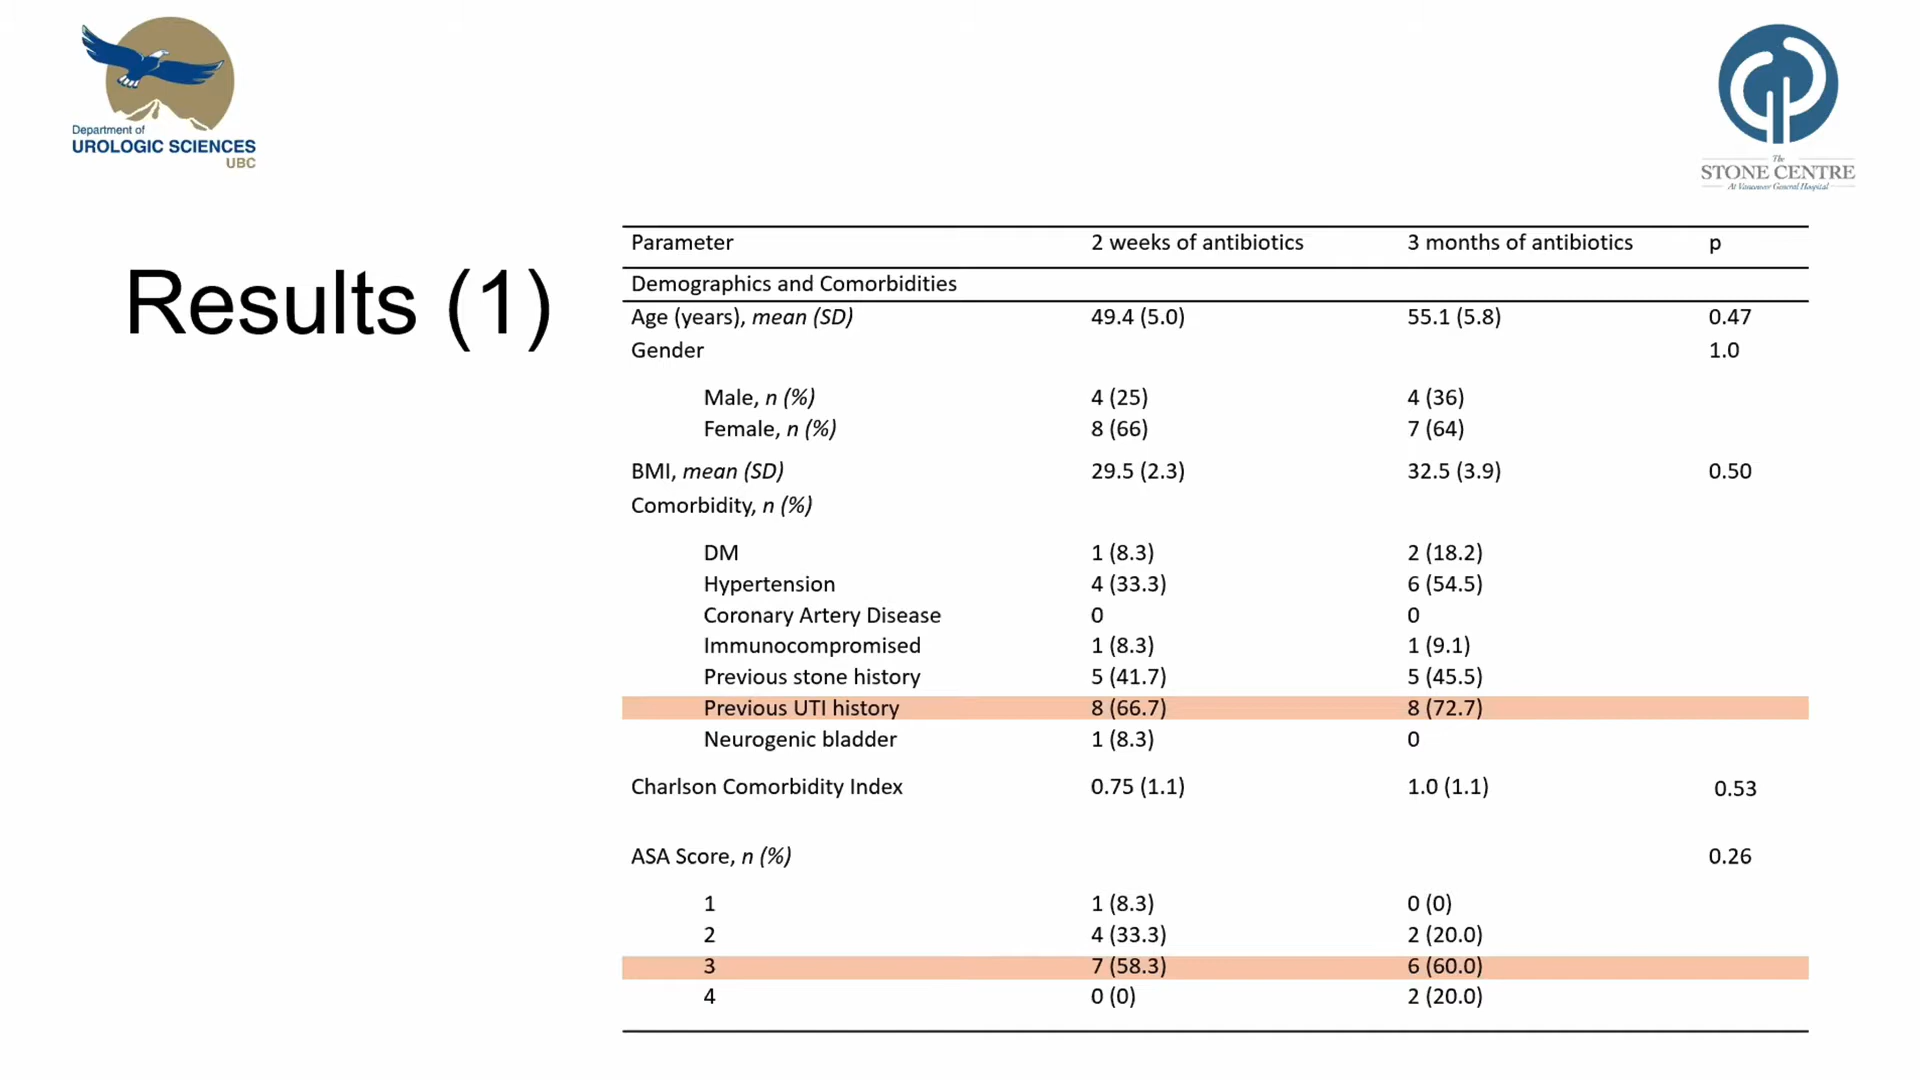 Department of
UROLOGIC SCIENCES
UBC
The
STONE CENTRE
At Vancouver General Hospital
Results (1)
Parameter 2 weeks of antibiotics 3 months of antibiotics p
Demographics and Comorbidities
Age (years), mean (SD) 49.4 (5.0) 55.1 (5.8) 0.47
Gender 1.0
Male, n (%) 4 (25) 4 (36)
Female, n (%) 8 (66) 7 (64)
BMI, mean (SD) 29.5 (2.3) 32.5 (3.9) 0.50
Comorbidity, n (%)
DM 1 (8.3) 2 (18.2)
Hypertension 4 (33.3) 6 (54.5)
Coronary Artery Disease 0 0
Immunocompromised 1 (8.3) 1 (9.1)
Previous stone history 5 (41.7) 5 (45.5)
Previous UTI history 8 (66.7) 8 (72.7)
Neurogenic bladder 1 (8.3) 0
Charlson Comorbidity Index 0.75 (1.1) 1.0 (1.1) 0.53
ASA Score, n (%) 0.26
1 1 (8.3) 0 (0)
2 4 (33.3) 2 (20.0)
3 7 (58.3) 6 (60.0)
4 0 (0) 2 (20.0)